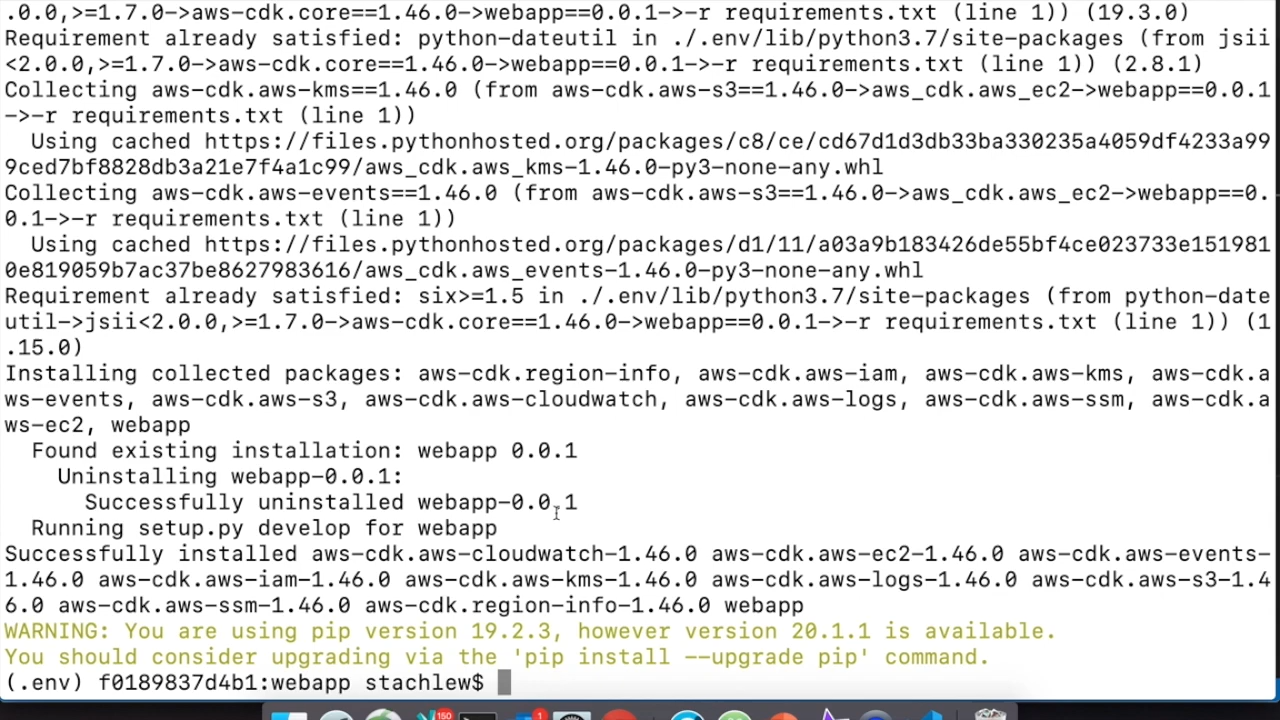 .0.0,>=1.7.0->aws-cdk.core==1.46.0->webapp==0.0.1->-r requirements.txt (line 1)) (19.3.0)
Requirement already satisfied: python-dateutil in ./.env/lib/python3.7/site-packages (from jsii
<2.0.0,>=1.7.0->aws-cdk.core==1.46.0->webapp==0.0.1->-r requirements.txt (line 1)) (2.8.1)
Collecting aws-cdk.aws-kms==1.46.0 (from aws-cdk.aws-s3==1.46.0->aws_cdk.aws_ec2->webapp==0.0.1
->-r requirements.txt (line 1))
  Using cached https://files.pythonhosted.org/packages/c8/ce/cd67d1d3db33ba330235a4059df4233a99
9ced7bf8828db3a21e7f4a1c99/aws_cdk.aws_kms-1.46.0-py3-none-any.whl
Collecting aws-cdk.aws-events==1.46.0 (from aws-cdk.aws-s3==1.46.0->aws_cdk.aws_ec2->webapp==0.
0.1->-r requirements.txt (line 1))
  Using cached https://files.pythonhosted.org/packages/d1/11/a03a9b183426de55bf4ce023733e151981
0e819059b7ac37be8627983616/aws_cdk.aws_events-1.46.0-py3-none-any.whl
Requirement already satisfied: six>=1.5 in ./.env/lib/python3.7/site-packages (from python-date
util->jsii<2.0.0,>=1.7.0->aws-cdk.core==1.46.0->webapp==0.0.1->-r requirements.txt (line 1)) (1
.15.0)
Installing collected packages: aws-cdk.region-info, aws-cdk.aws-iam, aws-cdk.aws-kms, aws-cdk.a
ws-events, aws-cdk.aws-s3, aws-cdk.aws-cloudwatch, aws-cdk.aws-logs, aws-cdk.aws-ssm, aws-cdk.a
ws-ec2, webapp
  Found existing installation: webapp 0.0.1
    Uninstalling webapp-0.0.1:
      Successfully uninstalled webapp-0.0.1
  Running setup.py develop for webapp
Successfully installed aws-cdk.aws-cloudwatch-1.46.0 aws-cdk.aws-ec2-1.46.0 aws-cdk.aws-events-
1.46.0 aws-cdk.aws-iam-1.46.0 aws-cdk.aws-kms-1.46.0 aws-cdk.aws-logs-1.46.0 aws-cdk.aws-s3-1.4
6.0 aws-cdk.aws-ssm-1.46.0 aws-cdk.region-info-1.46.0 webapp
WARNING: You are using pip version 19.2.3, however version 20.1.1 is available.
You should consider upgrading via the 'pip install --upgrade pip' command.
(.env) f0189837d4b1:webapp stachlew$
150
1